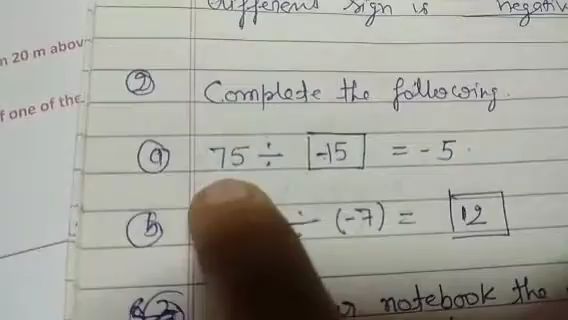 Different sign is negativ
n 20 m abov
② Complete the following.
f one of the
ⓐ 75 ÷ -15 = - 5.
ⓑ ÷ (-7) = 12
notebook the